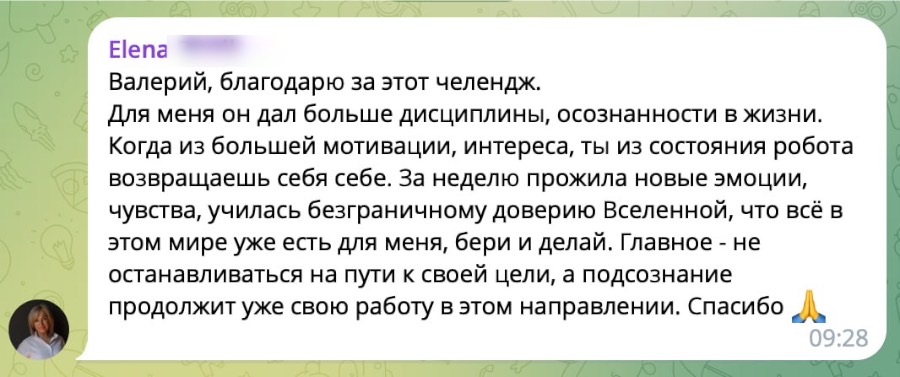 Elena
Валерий, благодарю за этот челендж.
Для меня он дал больше дисциплины, осознанности в жизни.
Когда из большей мотивации, интереса, ты из состояния робота
возвращаешь себя себе. За неделю прожила новые эмоции,
чувства, училась безграничному доверию Вселенной, что всё в
этом мире уже есть для меня, бери и делай. Главное - не
останавливаться на пути к своей цели, а подсознание
продолжит уже свою работу в этом направлении. Спасибо 🙏
09:28